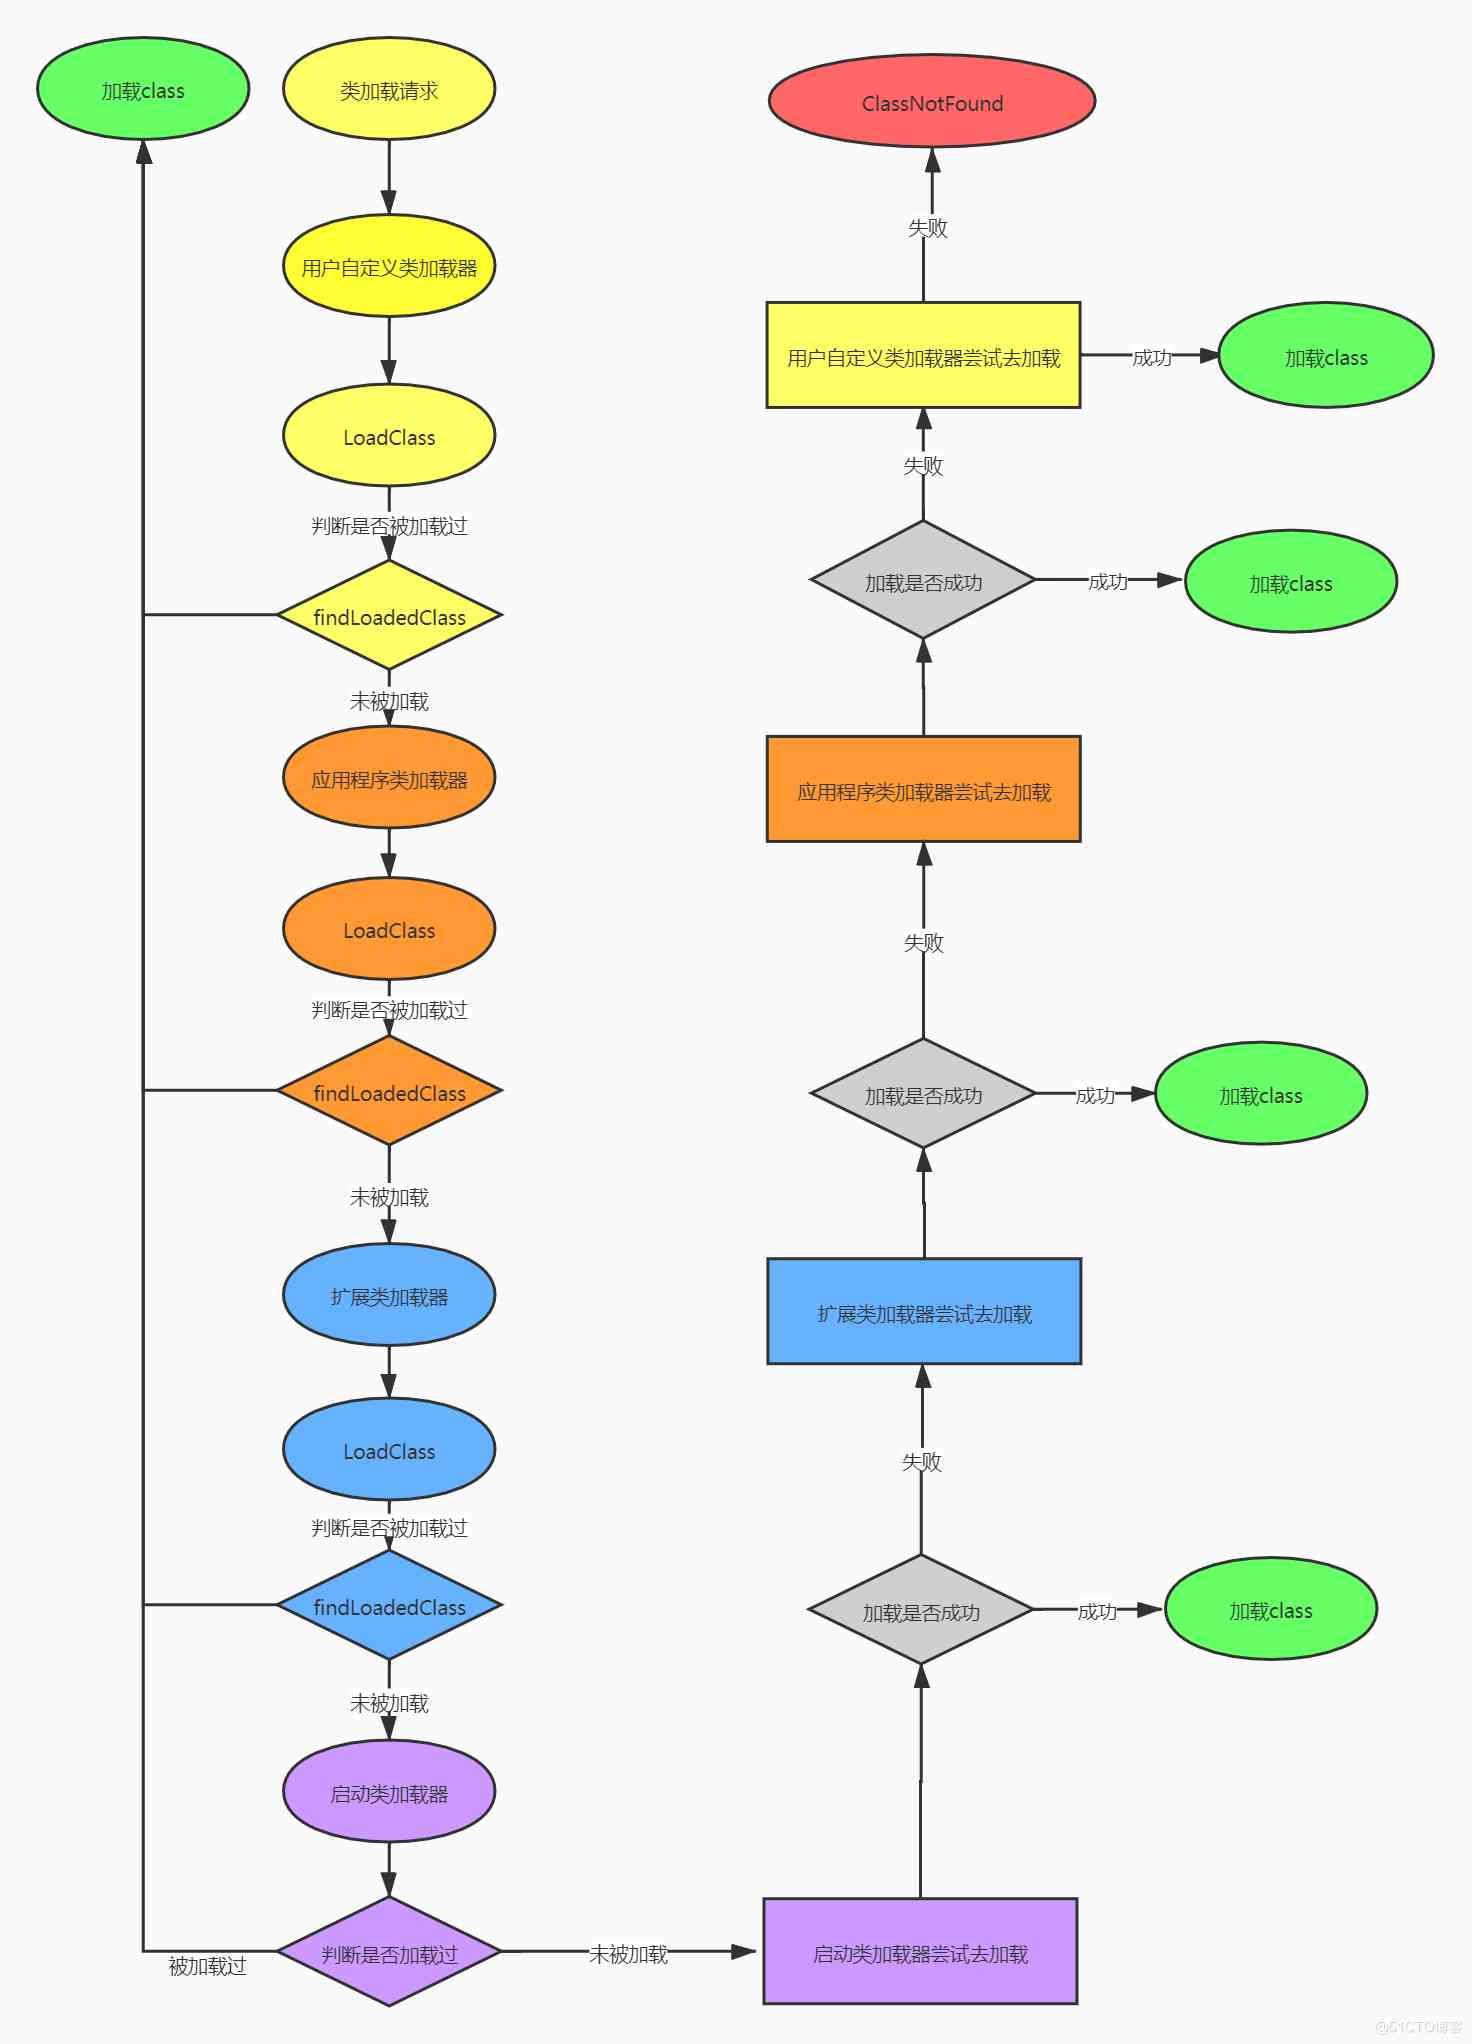 加载class
类加载请求
用户自定义类加载器
LoadClass
判断是否被加载过
findLoadedClass
未被加载
应用程序类加载器
LoadClass
判断是否被加载过
findLoadedClass
未被加载
扩展类加载器
LoadClass
判断是否被加载过
findLoadedClass
未被加载
启动类加载器
判断是否加载过
被加载过
未被加载
启动类加载器尝试去加载
加载是否成功
成功
加载class
失败
扩展类加载器尝试去加载
加载是否成功
成功
加载class
失败
应用程序类加载器尝试去加载
加载是否成功
成功
加载class
失败
用户自定义类加载器尝试去加载
成功
加载class
失败
ClassNotFound
@51CTO博客